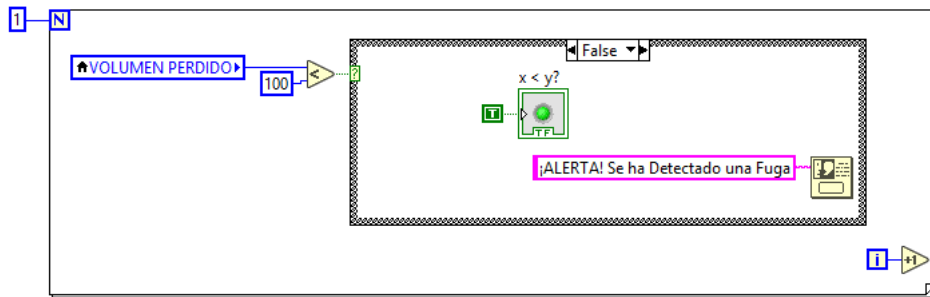 1
N
False
VOLUMEN PERDIDO
100
<
?
x < y?
T
TF
¡ALERTA! Se ha Detectado una Fuga
i
+1